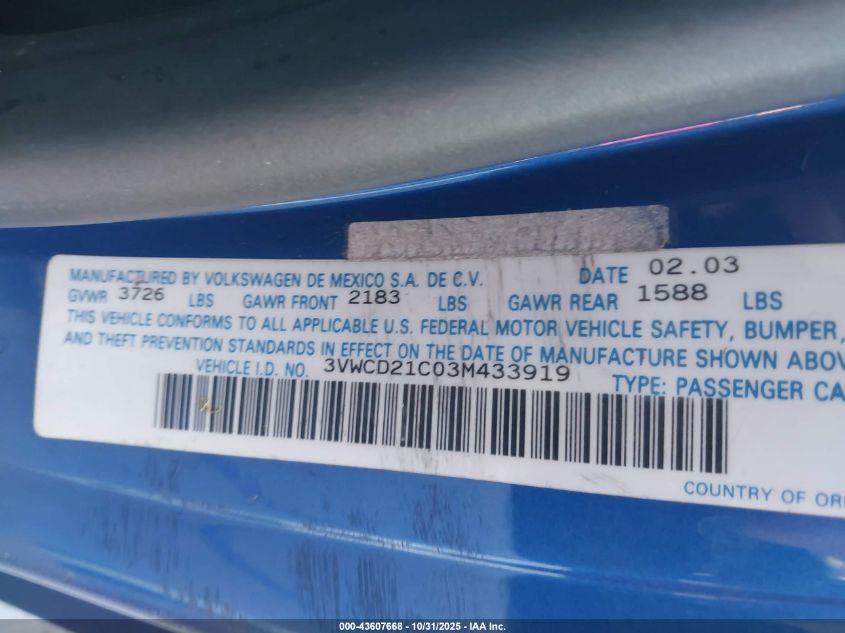 MANUFACTURED BY VOLKSWAGEN DE MEXICO S.A. DE C.V. DATE 02.03
GVWR 3726 LBS GAWR FRONT 2183 LBS GAWR REAR 1588 LBS
THIS VEHICLE CONFORMS TO ALL APPLICABLE U.S. FEDERAL MOTOR VEHICLE SAFETY, BUMPER,
AND THEFT PREVENTION STANDARDS IN EFFECT ON THE DATE OF MANUFACTURE SHOWN ABOV
VEHICLE I.D. NO. 3VWCD21C03M433919 TYPE: PASSENGER CA
COUNTRY OF ORI
000-43607668 - 10/31/2025 - IAA Inc.